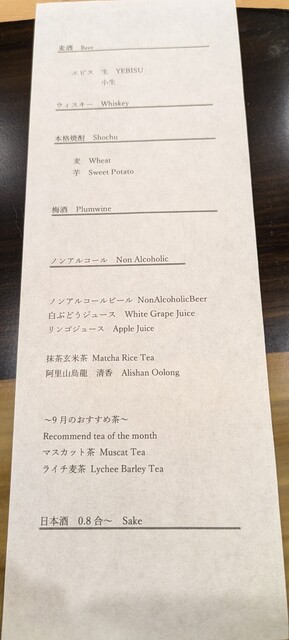 麦酒 Beer
エビス 生 YEBISU
小生
ウィスキー Whiskey
本格焼酎 Shochu
麦 Wheat
芋 Sweet Potato
梅酒 Plumwine
ノンアルコール Non Alcoholic
ノンアルコールビール NonAlcoholicBeer
白ぶどうジュース White Grape Juice
リンゴジュース Apple Juice
抹茶玄米茶 Matcha Rice Tea
阿里山烏龍 清香 Alishan Oolong
～9月のおすすめ茶～
Recommend tea of the month
マスカット茶 Muscat Tea
ライチ麦茶 Lychee Barley Tea
日本酒 0.8合～ Sake